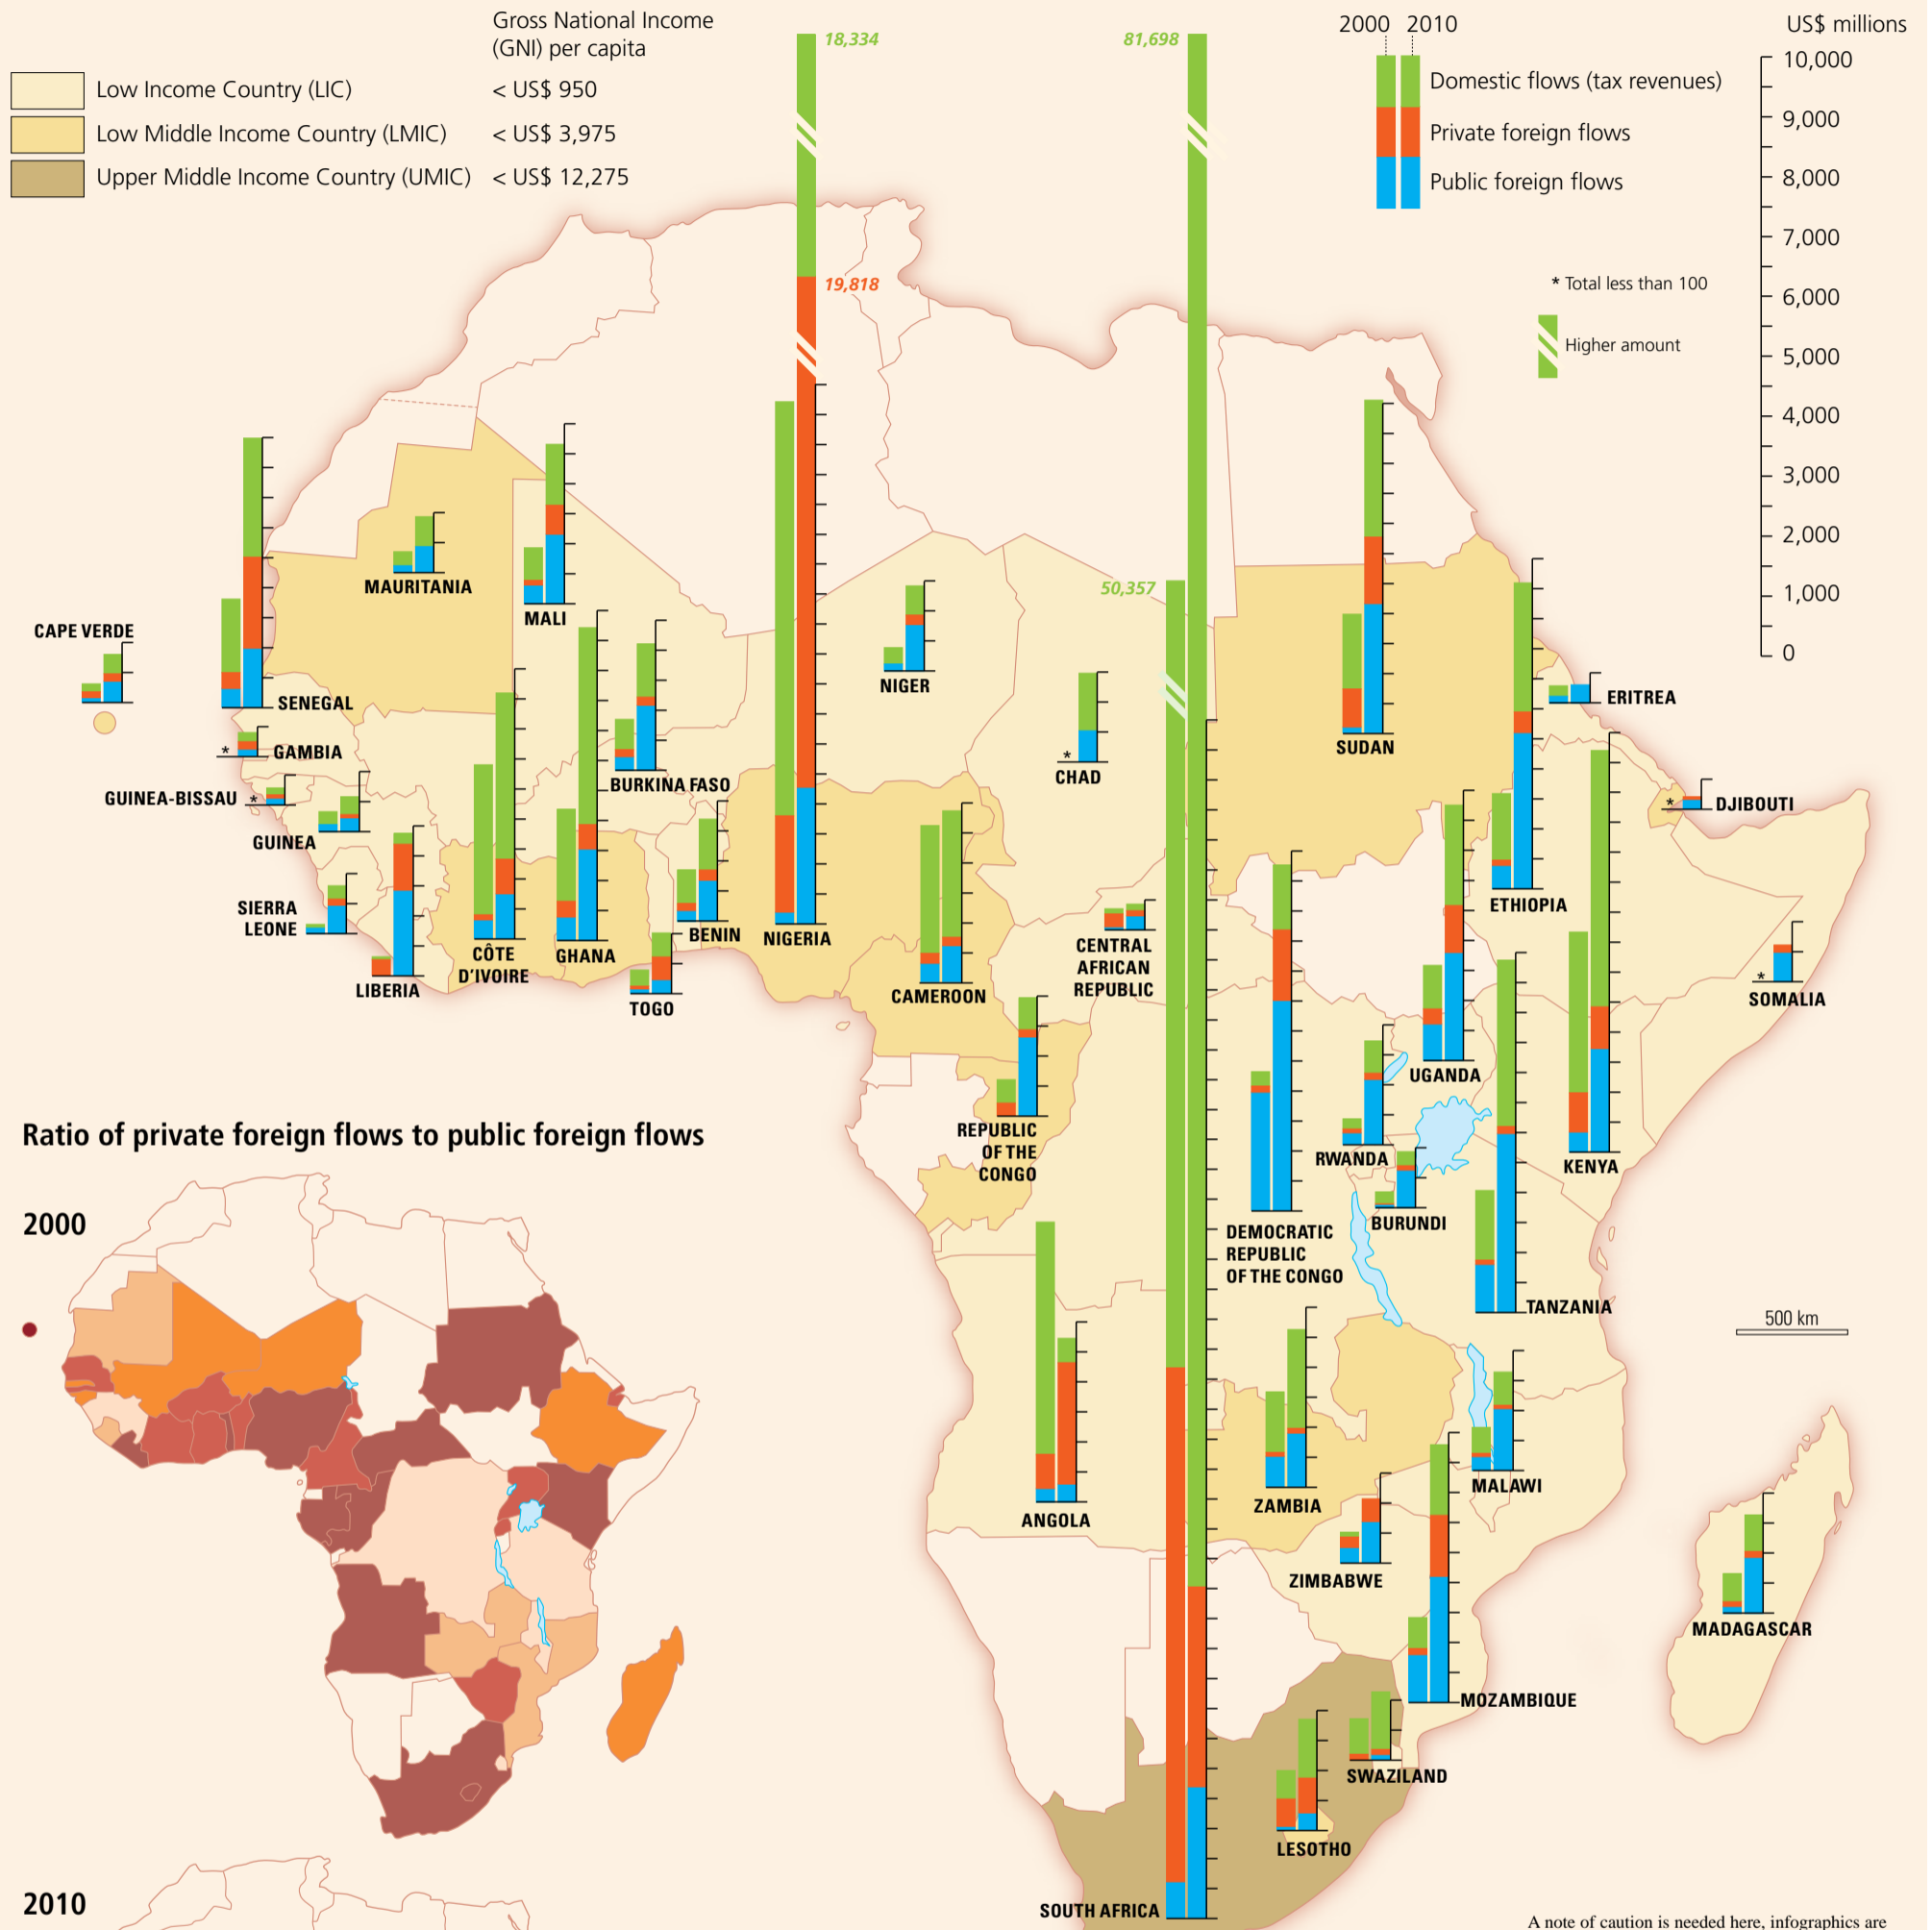 Gross National Income
(GNI) per capita
Low Income Country (LIC) < US$ 950
Low Middle Income Country (LMIC) < US$ 3,975
Upper Middle Income Country (UMIC) < US$ 12,275
18,334
19,818
81,698
50,357
2000 2010
Domestic flows (tax revenues)
Private foreign flows
Public foreign flows
US$ millions
10,000
9,000
8,000
7,000
6,000
5,000
4,000
3,000
2,000
1,000
0
* Total less than 100
Higher amount
CAPE VERDE
SENEGAL
MAURITANIA
MALI
* GAMBIA
GUINEA-BISSAU *
GUINEA
SIERRA
LEONE
LIBERIA
CÔTE
D'IVOIRE
GHANA
BURKINA FASO
TOGO
BENIN
NIGERIA
NIGER
*
CHAD
CAMEROON
CENTRAL
AFRICAN
REPUBLIC
REPUBLIC
OF THE
CONGO
SUDAN
ERITREA
* DJIBOUTI
ETHIOPIA
*
SOMALIA
UGANDA
KENYA
RWANDA
BURUNDI
DEMOCRATIC
REPUBLIC
OF THE CONGO
TANZANIA
500 km
ANGOLA
ZAMBIA
MALAWI
ZIMBABWE
MOZAMBIQUE
MADAGASCAR
SWAZILAND
LESOTHO
SOUTH AFRICA
Ratio of private foreign flows to public foreign flows
2000
2010
A note of caution is needed here, infographics are